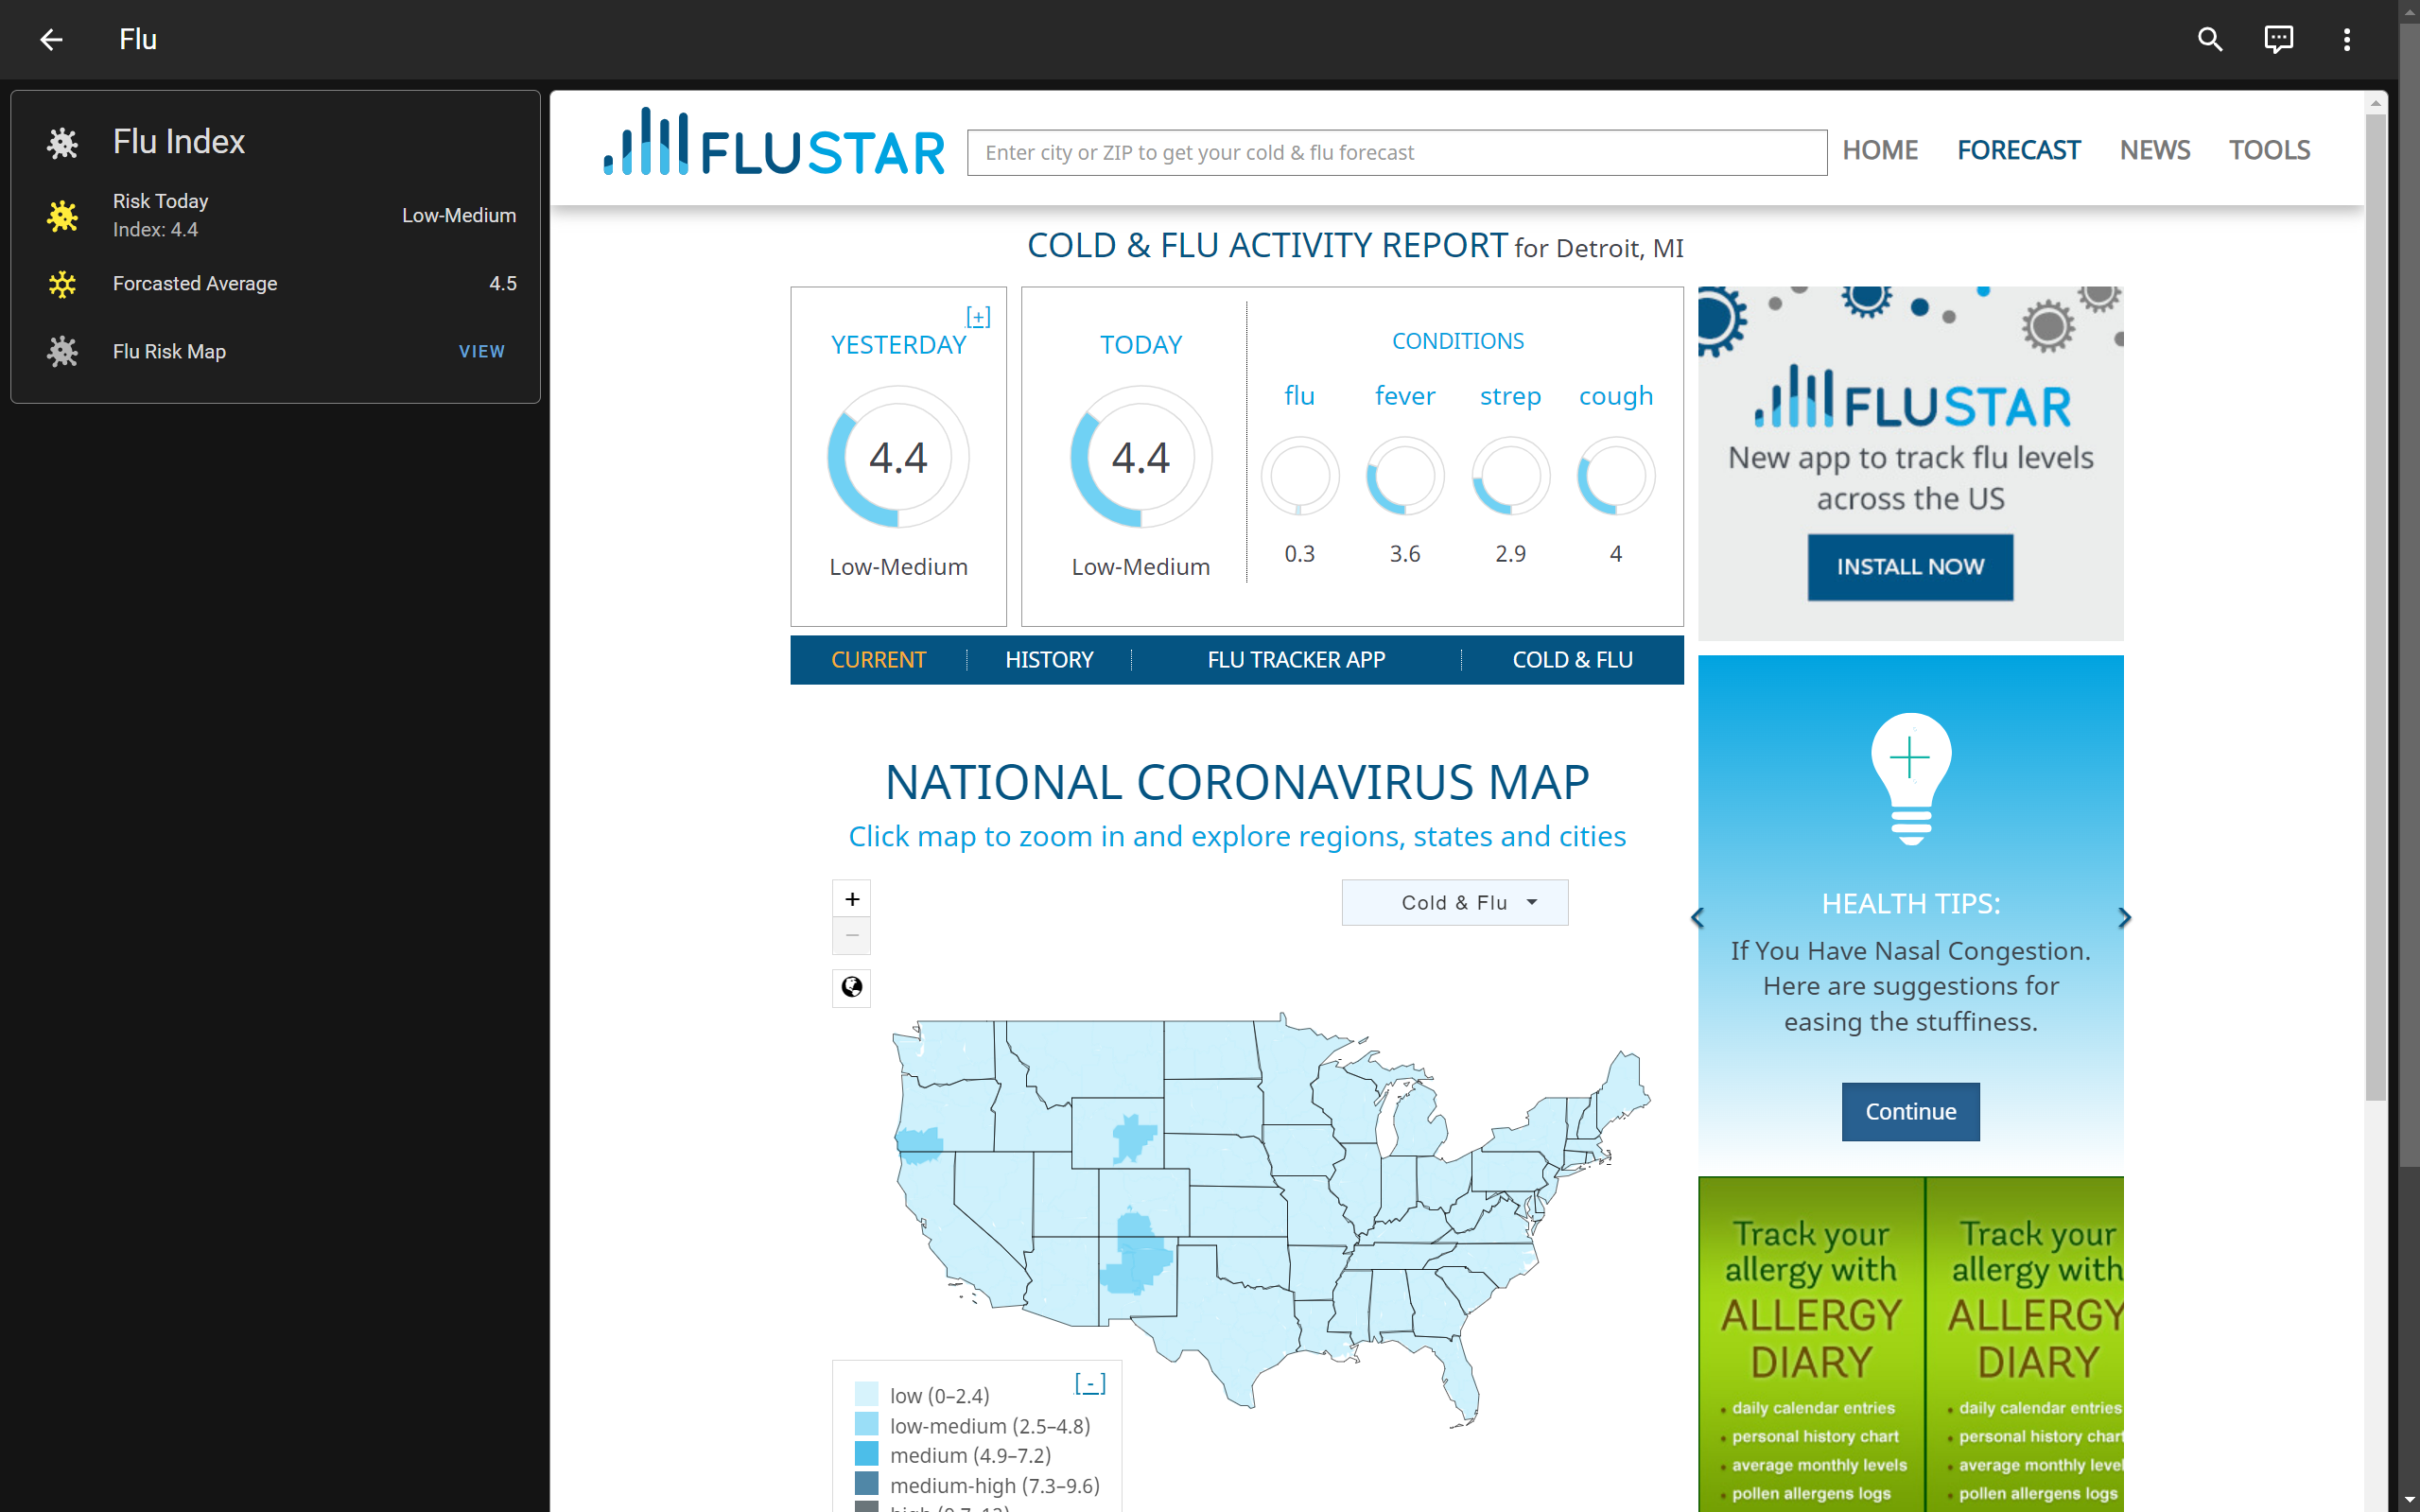 Flu
Flu Index
Risk Today
Index: 4.4
Low-Medium
Forcasted Average
4.5
Flu Risk Map
VIEW
FLUSTAR
Enter city or ZIP to get your cold & flu forecast
HOME
FORECAST
NEWS
TOOLS
COLD & FLU ACTIVITY REPORT for Detroit, MI
[+]
YESTERDAY
4.4
Low-Medium
TODAY
4.4
Low-Medium
CONDITIONS
flu
fever
strep
cough
0.3
3.6
2.9
4
CURRENT
HISTORY
FLU TRACKER APP
COLD & FLU
FLUSTAR
New app to track flu levels
across the US
INSTALL NOW
NATIONAL CORONAVIRUS MAP
Click map to zoom in and explore regions, states and cities
+
−
Cold & Flu
[ - ]
low (0–2.4)
low-medium (2.5–4.8)
medium (4.9–7.2)
medium-high (7.3–9.6)
HEALTH TIPS:
If You Have Nasal Congestion.
Here are suggestions for
easing the stuffiness.
Continue
Track your
allergy with
ALLERGY
DIARY
• daily calendar entries
• personal history chart
• average monthly levels
• pollen allergens logs
Track your
allergy with
ALLERGY
DIARY
• daily calendar entries
• personal history chart
• average monthly level
• pollen allergens logs